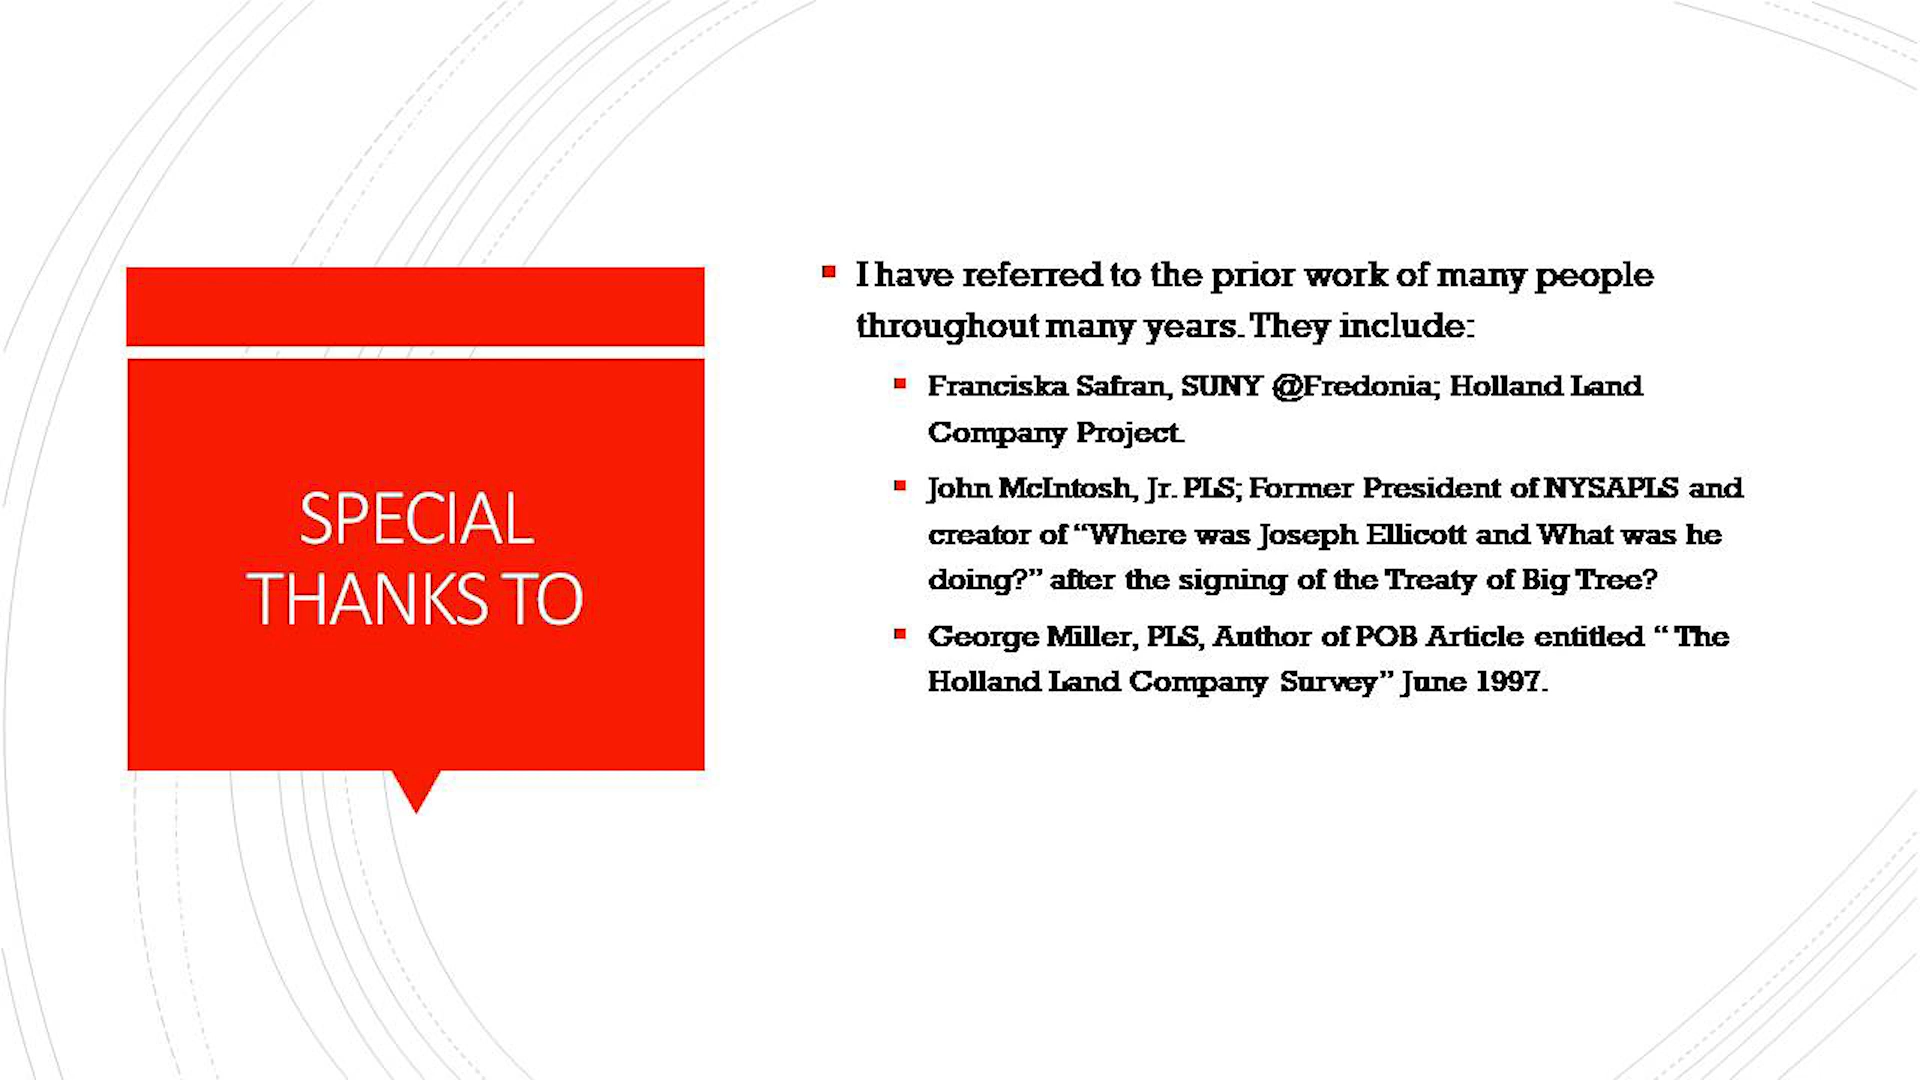 SPECIAL
THANKS TO
I have referred to the prior work of many people
throughout many years. They include:
Franciska Safran, SUNY @Fredonia; Holland Land
Company Project.
John McIntosh, Jr. PLS; Former President of NYSAPLS and
creator of “Where was Joseph Ellicott and What was he
doing?” after the signing of the Treaty of Big Tree?
George Miller, PLS, Author of POB Article entitled “ The
Holland Land Company Survey” June 1997.